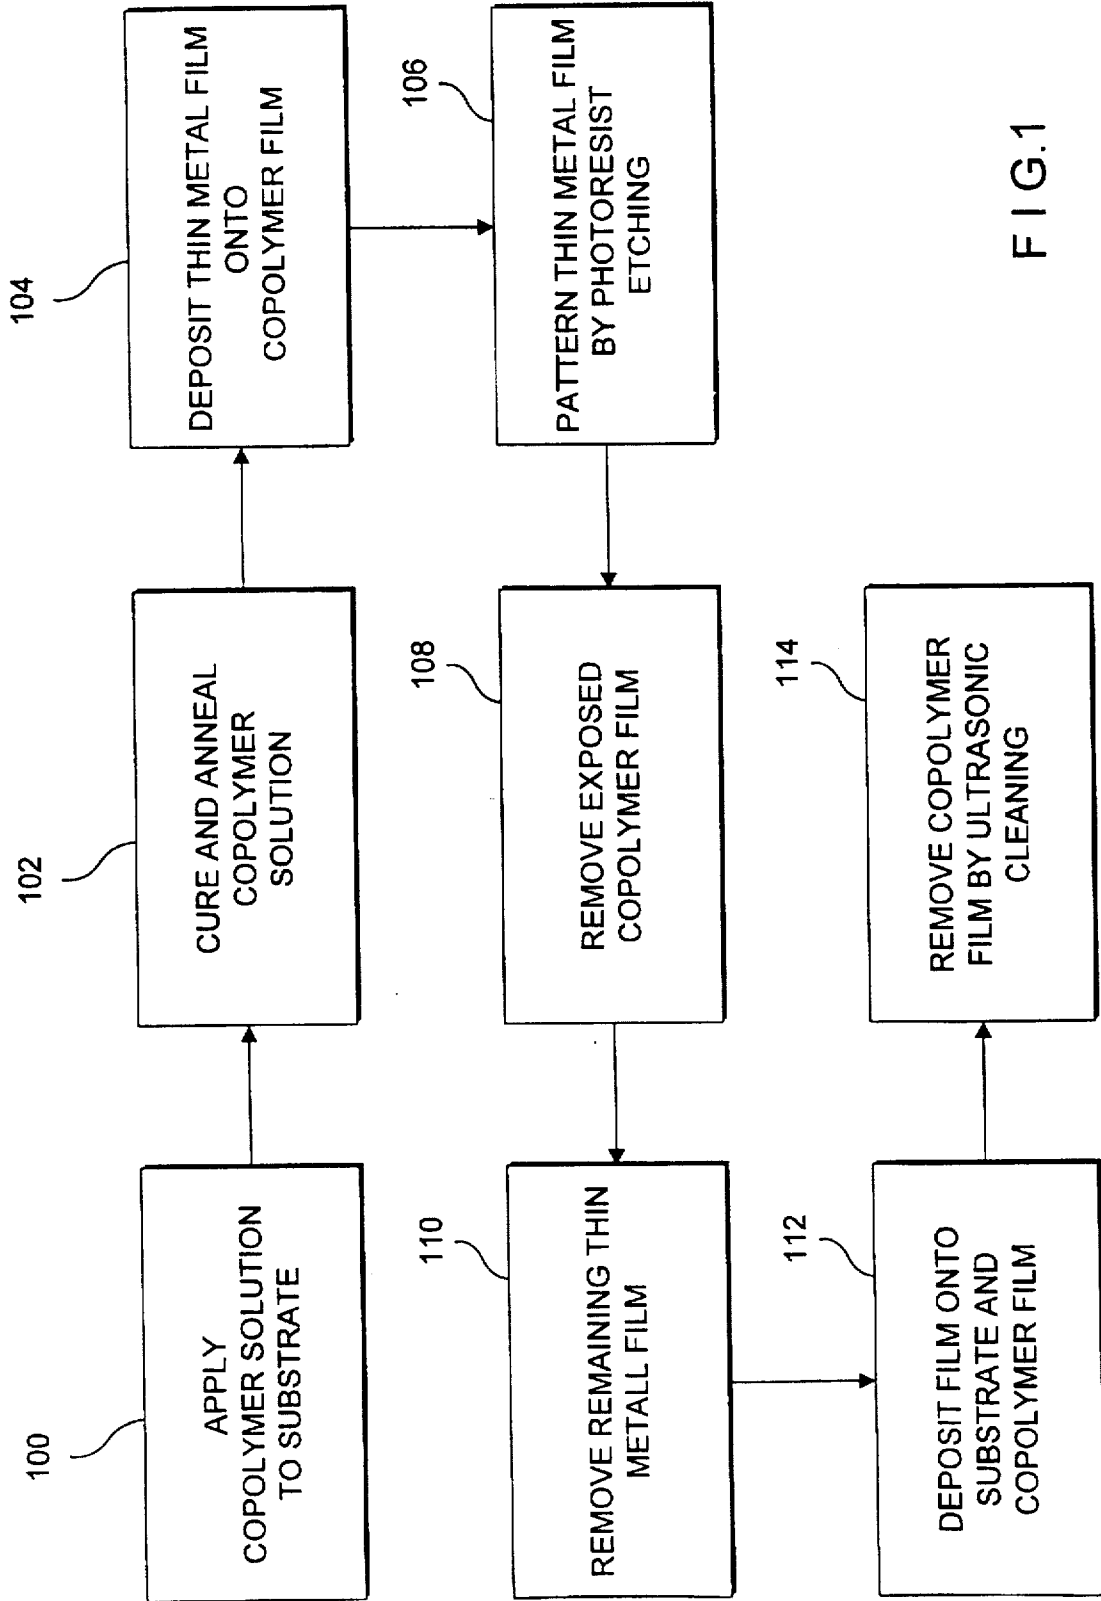 100
APPLY
COPOLYMER SOLUTION
TO SUBSTRATE
102
CURE AND ANNEAL
COPOLYMER
SOLUTION
104
DEPOSIT THIN METAL FILM
ONTO
COPOLYMER FILM
106
PATTERN THIN METAL FILM
BY PHOTORESIST
ETCHING
108
REMOVE EXPOSED
COPOLYMER FILM
110
REMOVE REMAINING THIN
METALL FILM
112
DEPOSIT FILM ONTO
SUBSTRATE AND
COPOLYMER FILM
114
REMOVE COPOLYMER
FILM BY ULTRASONIC
CLEANING
FIG.1